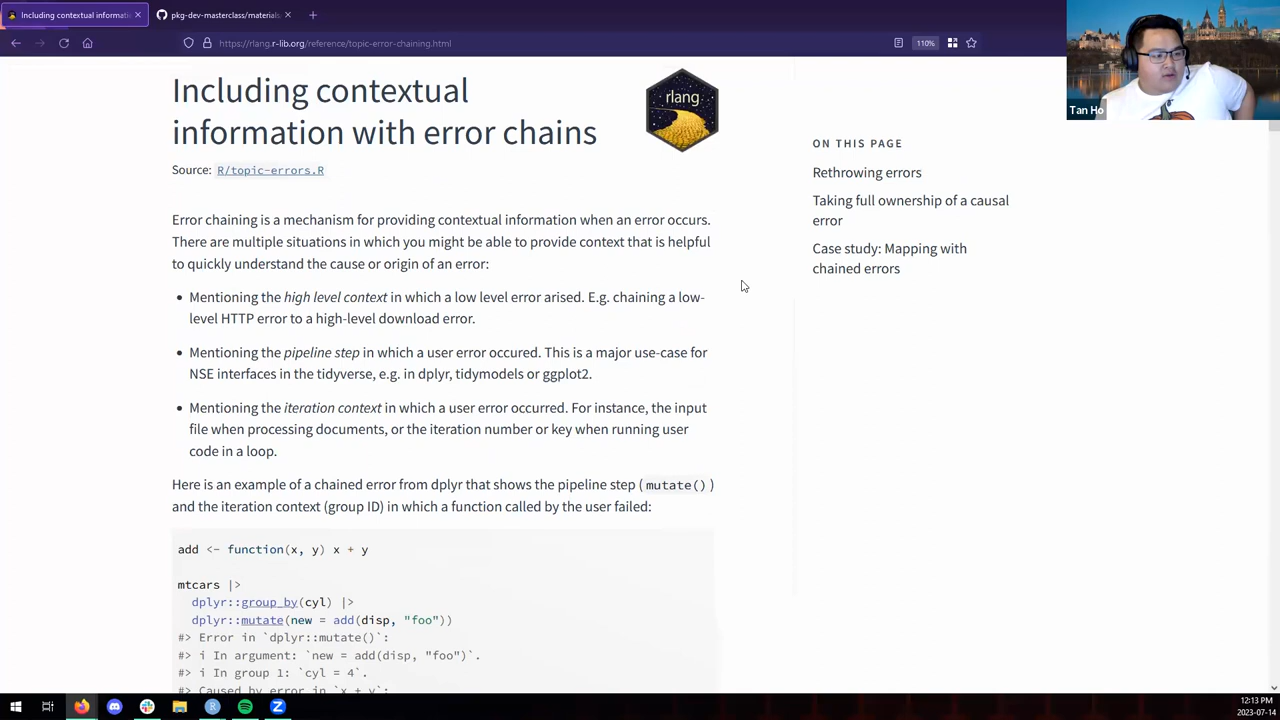 Including contextual informati
pkg-dev-masterclass/materials
https://rlang.r-lib.org/reference/topic-error-chaining.html
110%
Tan Ho
Including contextual
information with error chains
rlang
Source: R/topic-errors.R
Error chaining is a mechanism for providing contextual information when an error occurs.
There are multiple situations in which you might be able to provide context that is helpful
to quickly understand the cause or origin of an error:
• Mentioning the high level context in which a low level error arised. E.g. chaining a low-
level HTTP error to a high-level download error.
• Mentioning the pipeline step in which a user error occured. This is a major use-case for
NSE interfaces in the tidyverse, e.g. in dplyr, tidymodels or ggplot2.
• Mentioning the iteration context in which a user error occurred. For instance, the input
file when processing documents, or the iteration number or key when running user
code in a loop.
Here is an example of a chained error from dplyr that shows the pipeline step (mutate())
and the iteration context (group ID) in which a function called by the user failed:
add <- function(x, y) x + y
mtcars |>
dplyr::group_by(cyl) |>
dplyr::mutate(new = add(disp, "foo"))
#> Error in `dplyr::mutate()`:
#> i In argument: `new = add(disp, "foo")`.
#> i In group 1: `cyl = 4`.
#> Caused by error in `x + y`:
ON THIS PAGE
Rethrowing errors
Taking full ownership of a causal
error
Case study: Mapping with
chained errors
12:13 PM
2023-07-14